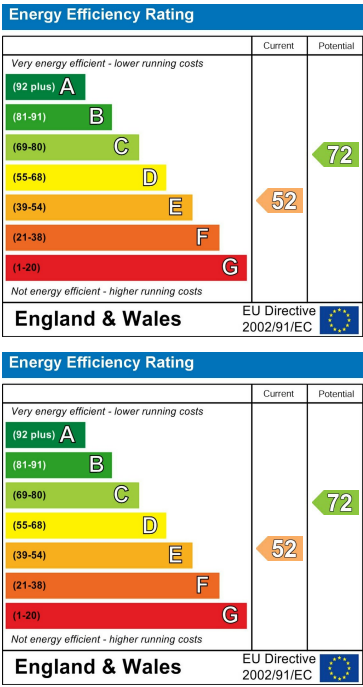 Energy Efficiency Rating
Current Potential
Very energy efficient - lower running costs
(92 plus) A
(81-91) B
(69-80) C
72
(55-68) D
(39-54) E
52
(21-38) F
(1-20) G
Not energy efficient - higher running costs
England & Wales
EU Directive
2002/91/EC
Energy Efficiency Rating
Current Potential
Very energy efficient - lower running costs
(92 plus) A
(81-91) B
(69-80) C
72
(55-68) D
(39-54) E
52
(21-38) F
(1-20) G
Not energy efficient - higher running costs
England & Wales
EU Directive
2002/91/EC